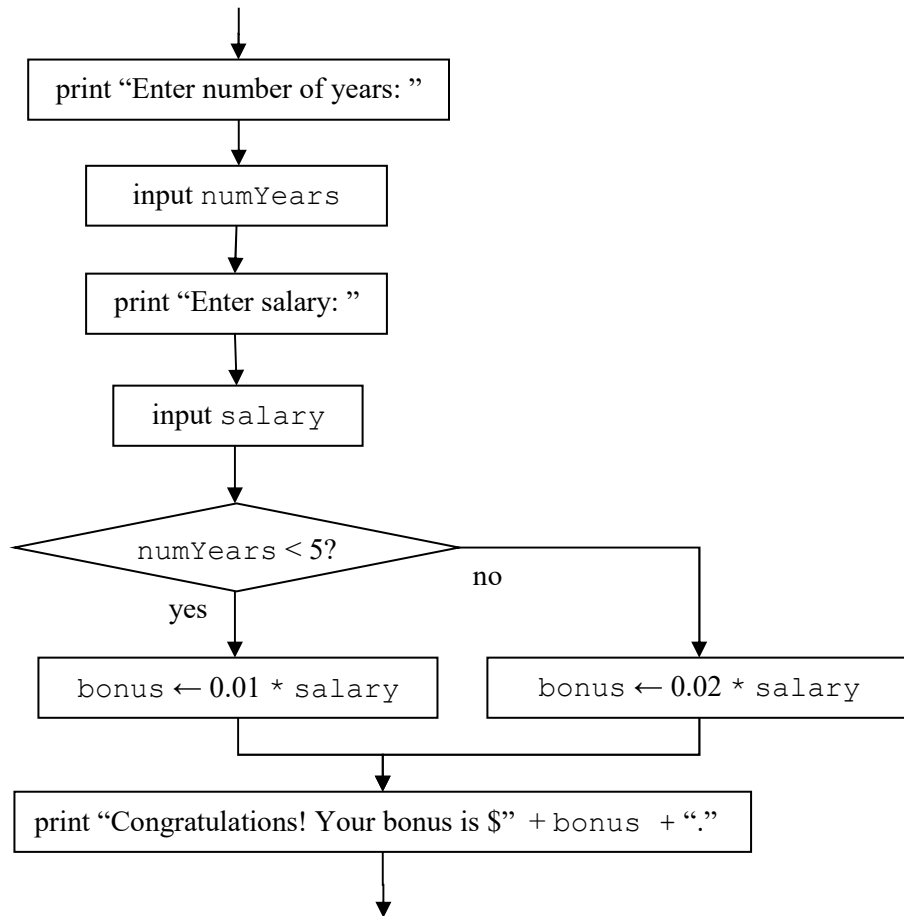 print “Enter number of years: ”
input numYears
print “Enter salary: ”
input salary
numYears < 5?
no
yes
bonus ← 0.01 * salary
bonus ← 0.02 * salary
print “Congratulations! Your bonus is $” + bonus + “.”